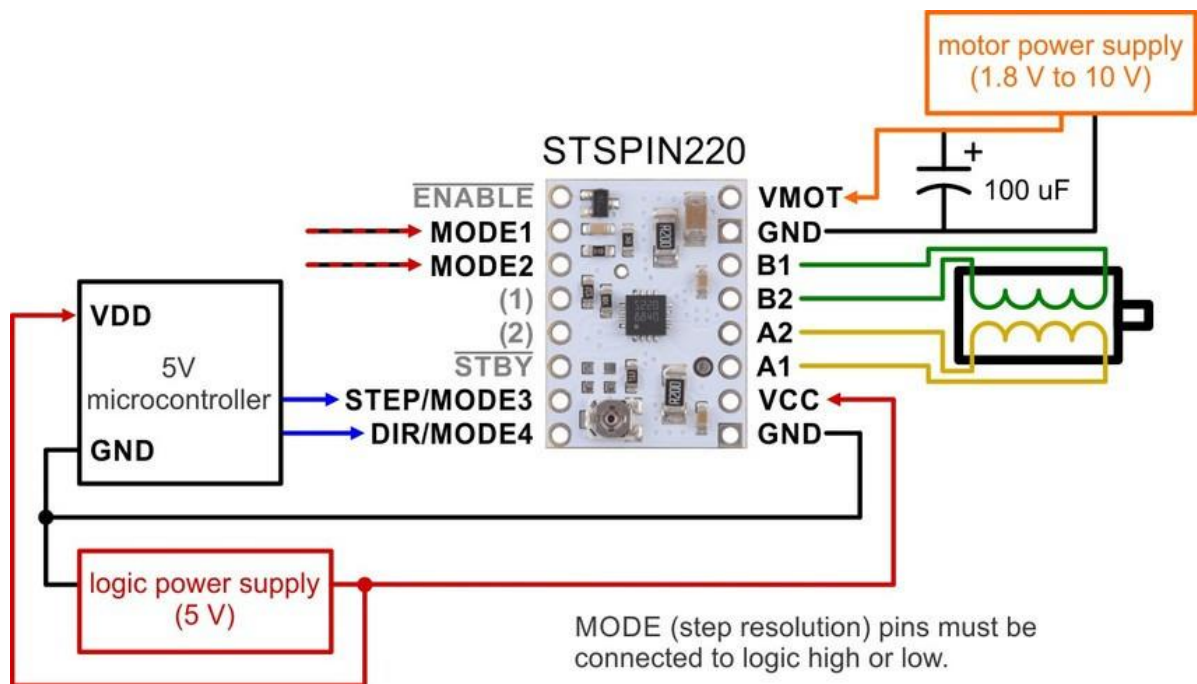 motor power supply
(1.8 V to 10 V)
STSPIN220
+
100 uF
ENABLE
MODE1
MODE2
(1)
(2)
STBY
STEP/MODE3
DIR/MODE4
VMOT
GND
B1
B2
A2
A1
VCC
GND
R200
VDD
5V
microcontroller
GND
logic power supply
(5 V)
MODE (step resolution) pins must be
connected to logic high or low.